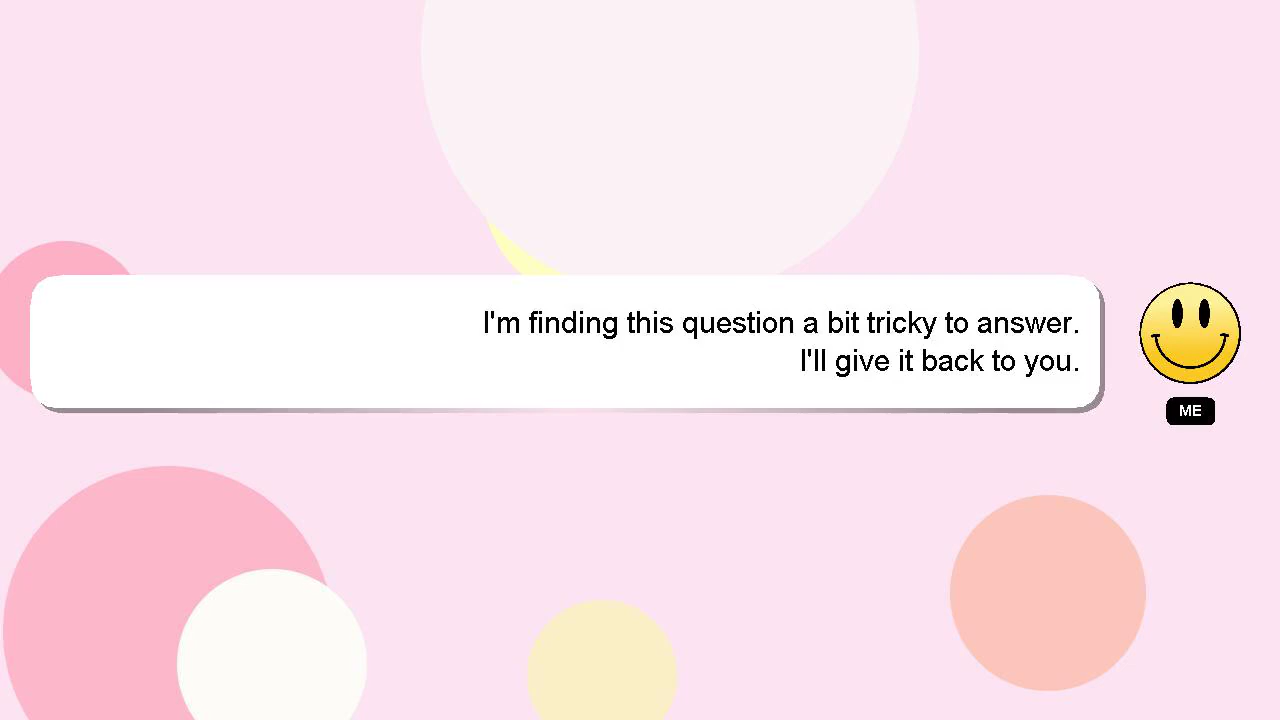 I'm finding this question a bit tricky to answer.
I'll give it back to you.
ME